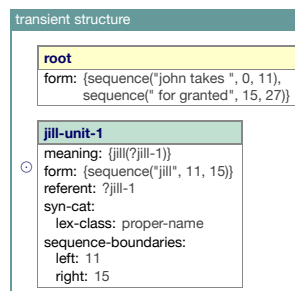 transient structure
root
form: {sequence("john takes ", 0, 11),
sequence(" for granted", 15, 27)}
jill-unit-1
meaning: {jill(?jill-1)}
form: {sequence("jill", 11, 15)}
referent: ?jill-1
syn-cat:
lex-class: proper-name
sequence-boundaries:
left: 11
right: 15